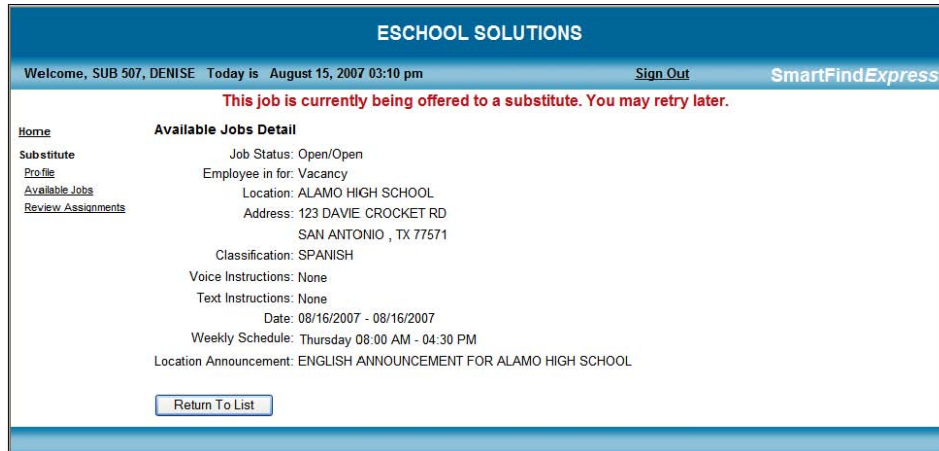 ESCHOOL SOLUTIONS
Welcome, SUB 507, DENISE Today is August 15, 2007 03:10 pm Sign Out SmartFindExpress
This job is currently being offered to a substitute. You may retry later.
Home
Substitute
Profile
Available Jobs
Review Assignments
Available Jobs Detail
Job Status: Open/Open
Employee in for: Vacancy
Location: ALAMO HIGH SCHOOL
Address: 123 DAVIE CROCKET RD
SAN ANTONIO , TX 77571
Classification: SPANISH
Voice Instructions: None
Text Instructions: None
Date: 08/16/2007 - 08/16/2007
Weekly Schedule: Thursday 08:00 AM - 04:30 PM
Location Announcement: ENGLISH ANNOUNCEMENT FOR ALAMO HIGH SCHOOL
Return To List